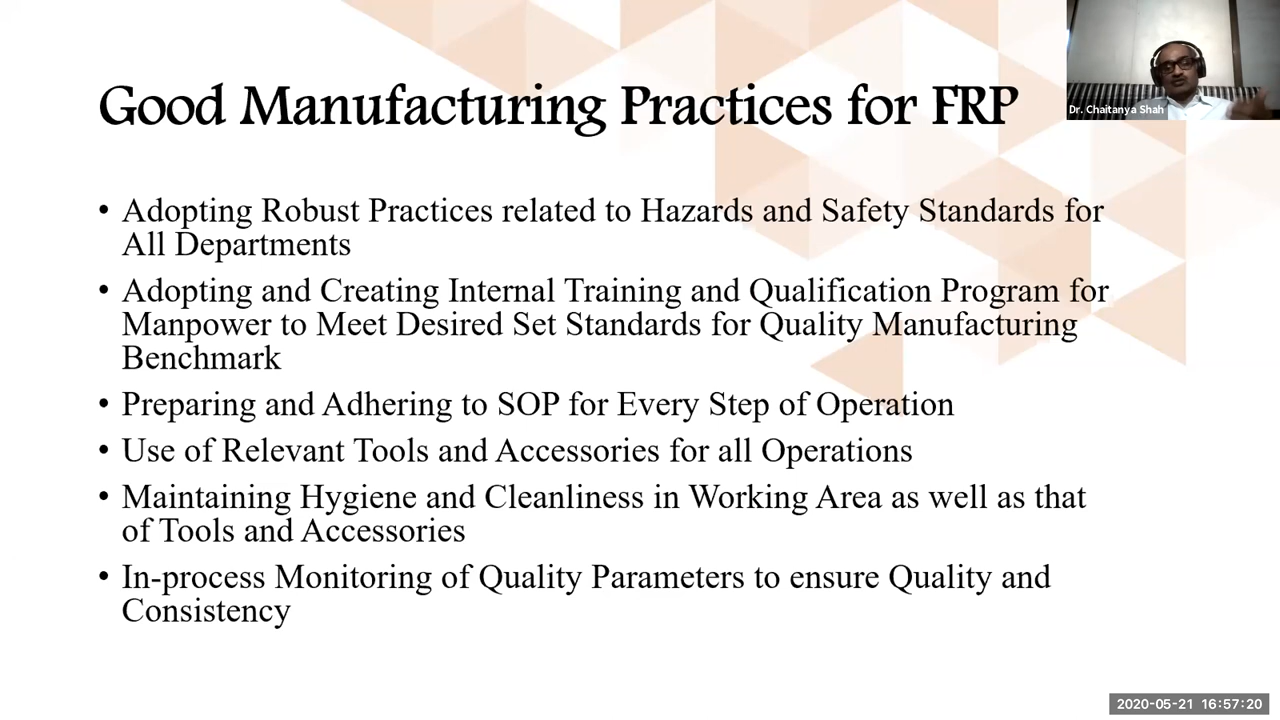 Good Manufacturing Practices for FRP
Dr. Chaitanya Shah
• Adopting Robust Practices related to Hazards and Safety Standards for
All Departments
• Adopting and Creating Internal Training and Qualification Program for
Manpower to Meet Desired Set Standards for Quality Manufacturing
Benchmark
• Preparing and Adhering to SOP for Every Step of Operation
• Use of Relevant Tools and Accessories for all Operations
• Maintaining Hygiene and Cleanliness in Working Area as well as that
of Tools and Accessories
• In-process Monitoring of Quality Parameters to ensure Quality and
Consistency
2020-05-21 16:57:20